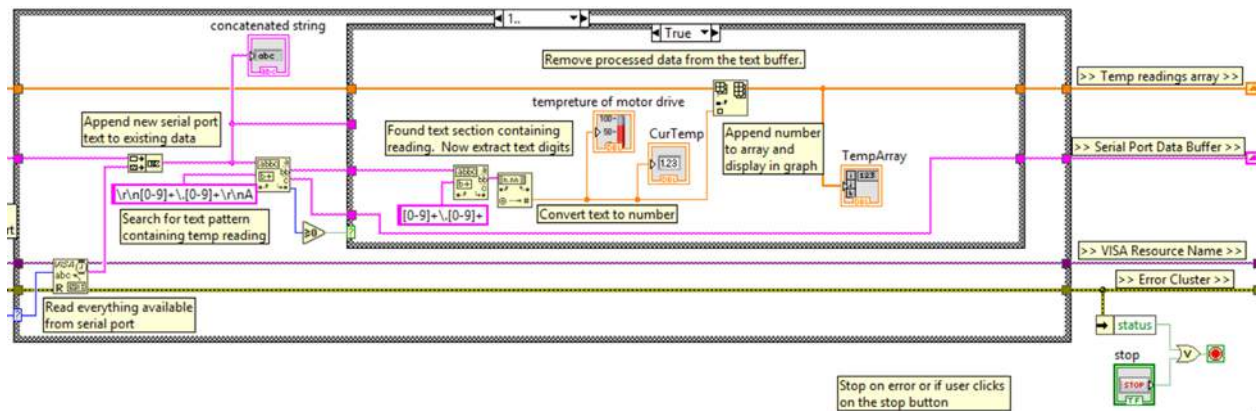 1..
concatenated string
True
Remove processed data from the text buffer.
>> Temp readings array >>
tempreture of motor drive
Append new serial port
text to existing data
Found text section containing
reading. Now extract text digits
CurTemp
1.23
Append number
to array and
display in graph
TempArray
>> Serial Port Data Buffer >>
\r\n[0-9]+\.[0-9]+\r\nA
[0-9]+\.[0-9]+
Convert text to number
Search for text pattern
containing temp reading
≥0
>> VISA Resource Name >>
>> Error Cluster >>
Read everything available
from serial port
status
stop
STOP
TF
Stop on error or if user clicks
on the stop button